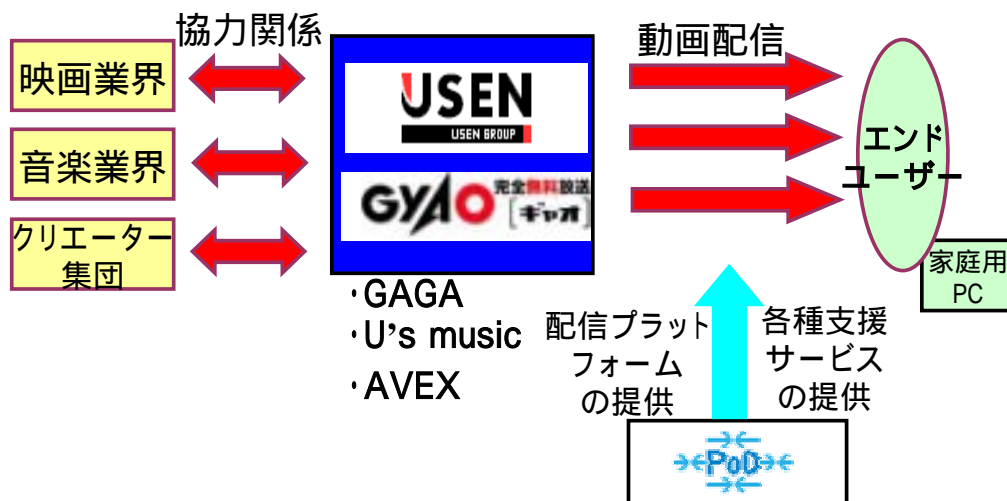 協力関係
動画配信
映画業界
音楽業界
クリエーター
集団
USEN
USEN GROUP
GYAO 完全無料放送
[ギャオ]
エンド
ユーザー
家庭用
PC
・GAGA
・U's music
・AVEX
配信プラット
フォーム
の提供
各種支援
サービス
の提供
PoD